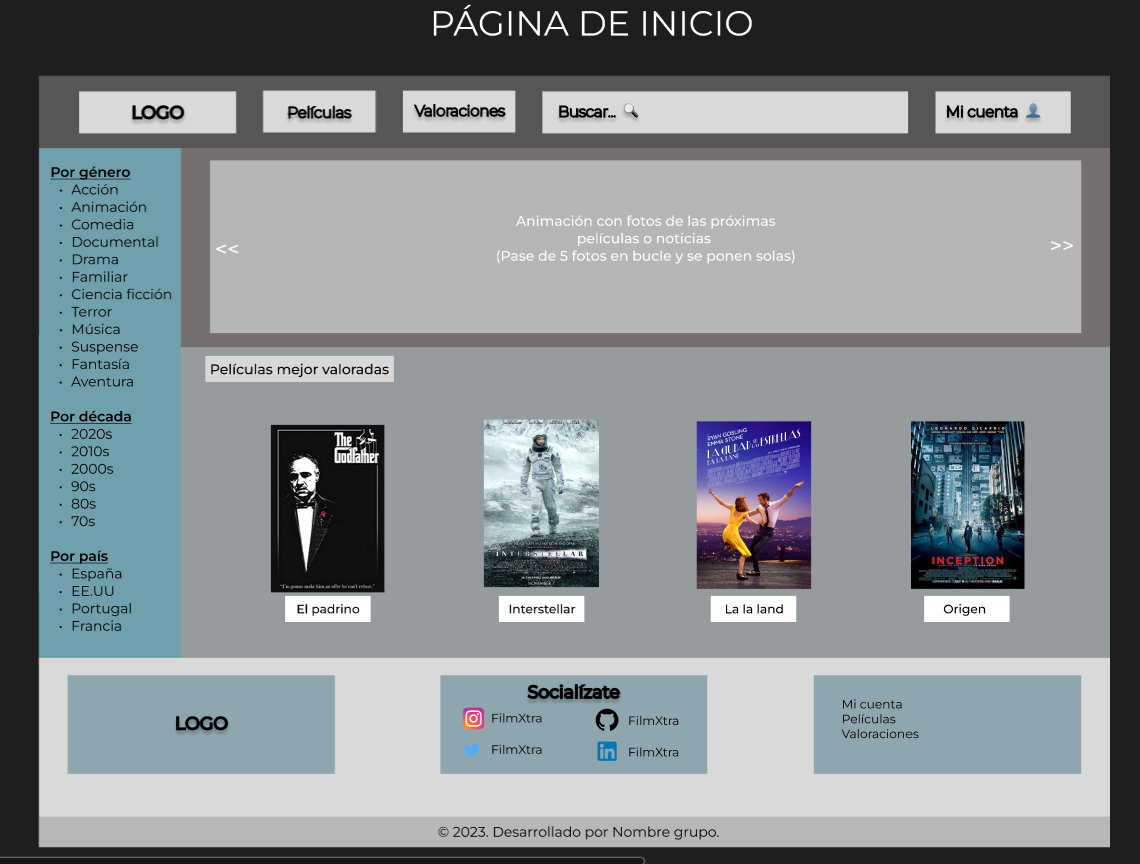 PÁGINA DE INICIO
LOGO
Películas
Valoraciones
Buscar... 🔍
Mi cuenta 👤
Por género
• Acción
• Animación
• Comedia
• Documental
• Drama
• Familiar
• Ciencia ficción
• Terror
• Música
• Suspense
• Fantasía
• Aventura
Por década
• 2020s
• 2010s
• 2000s
• 90s
• 80s
• 70s
Por país
• España
• EE.UU
• Portugal
• Francia
<<
Animación con fotos de las próximas
películas o noticias
(Pase de 5 fotos en bucle y se ponen solas)
>>
Películas mejor valoradas
The
Godfather
"I'm gonna make him an offer he can't refuse."
El padrino
INTERSTELLAR
NOVEMBER 7
Interstellar
RYAN GOSLING
EMMA STONE
LA CIUDAD DE LAS ESTRELLAS
LA LA LAND
La la land
LEONARDO DICAPRIO
INCEPTION
Origen
LOGO
Socialízate
FilmXtra
FilmXtra
FilmXtra
FilmXtra
Mi cuenta
Películas
Valoraciones
© 2023. Desarrollado por Nombre grupo.